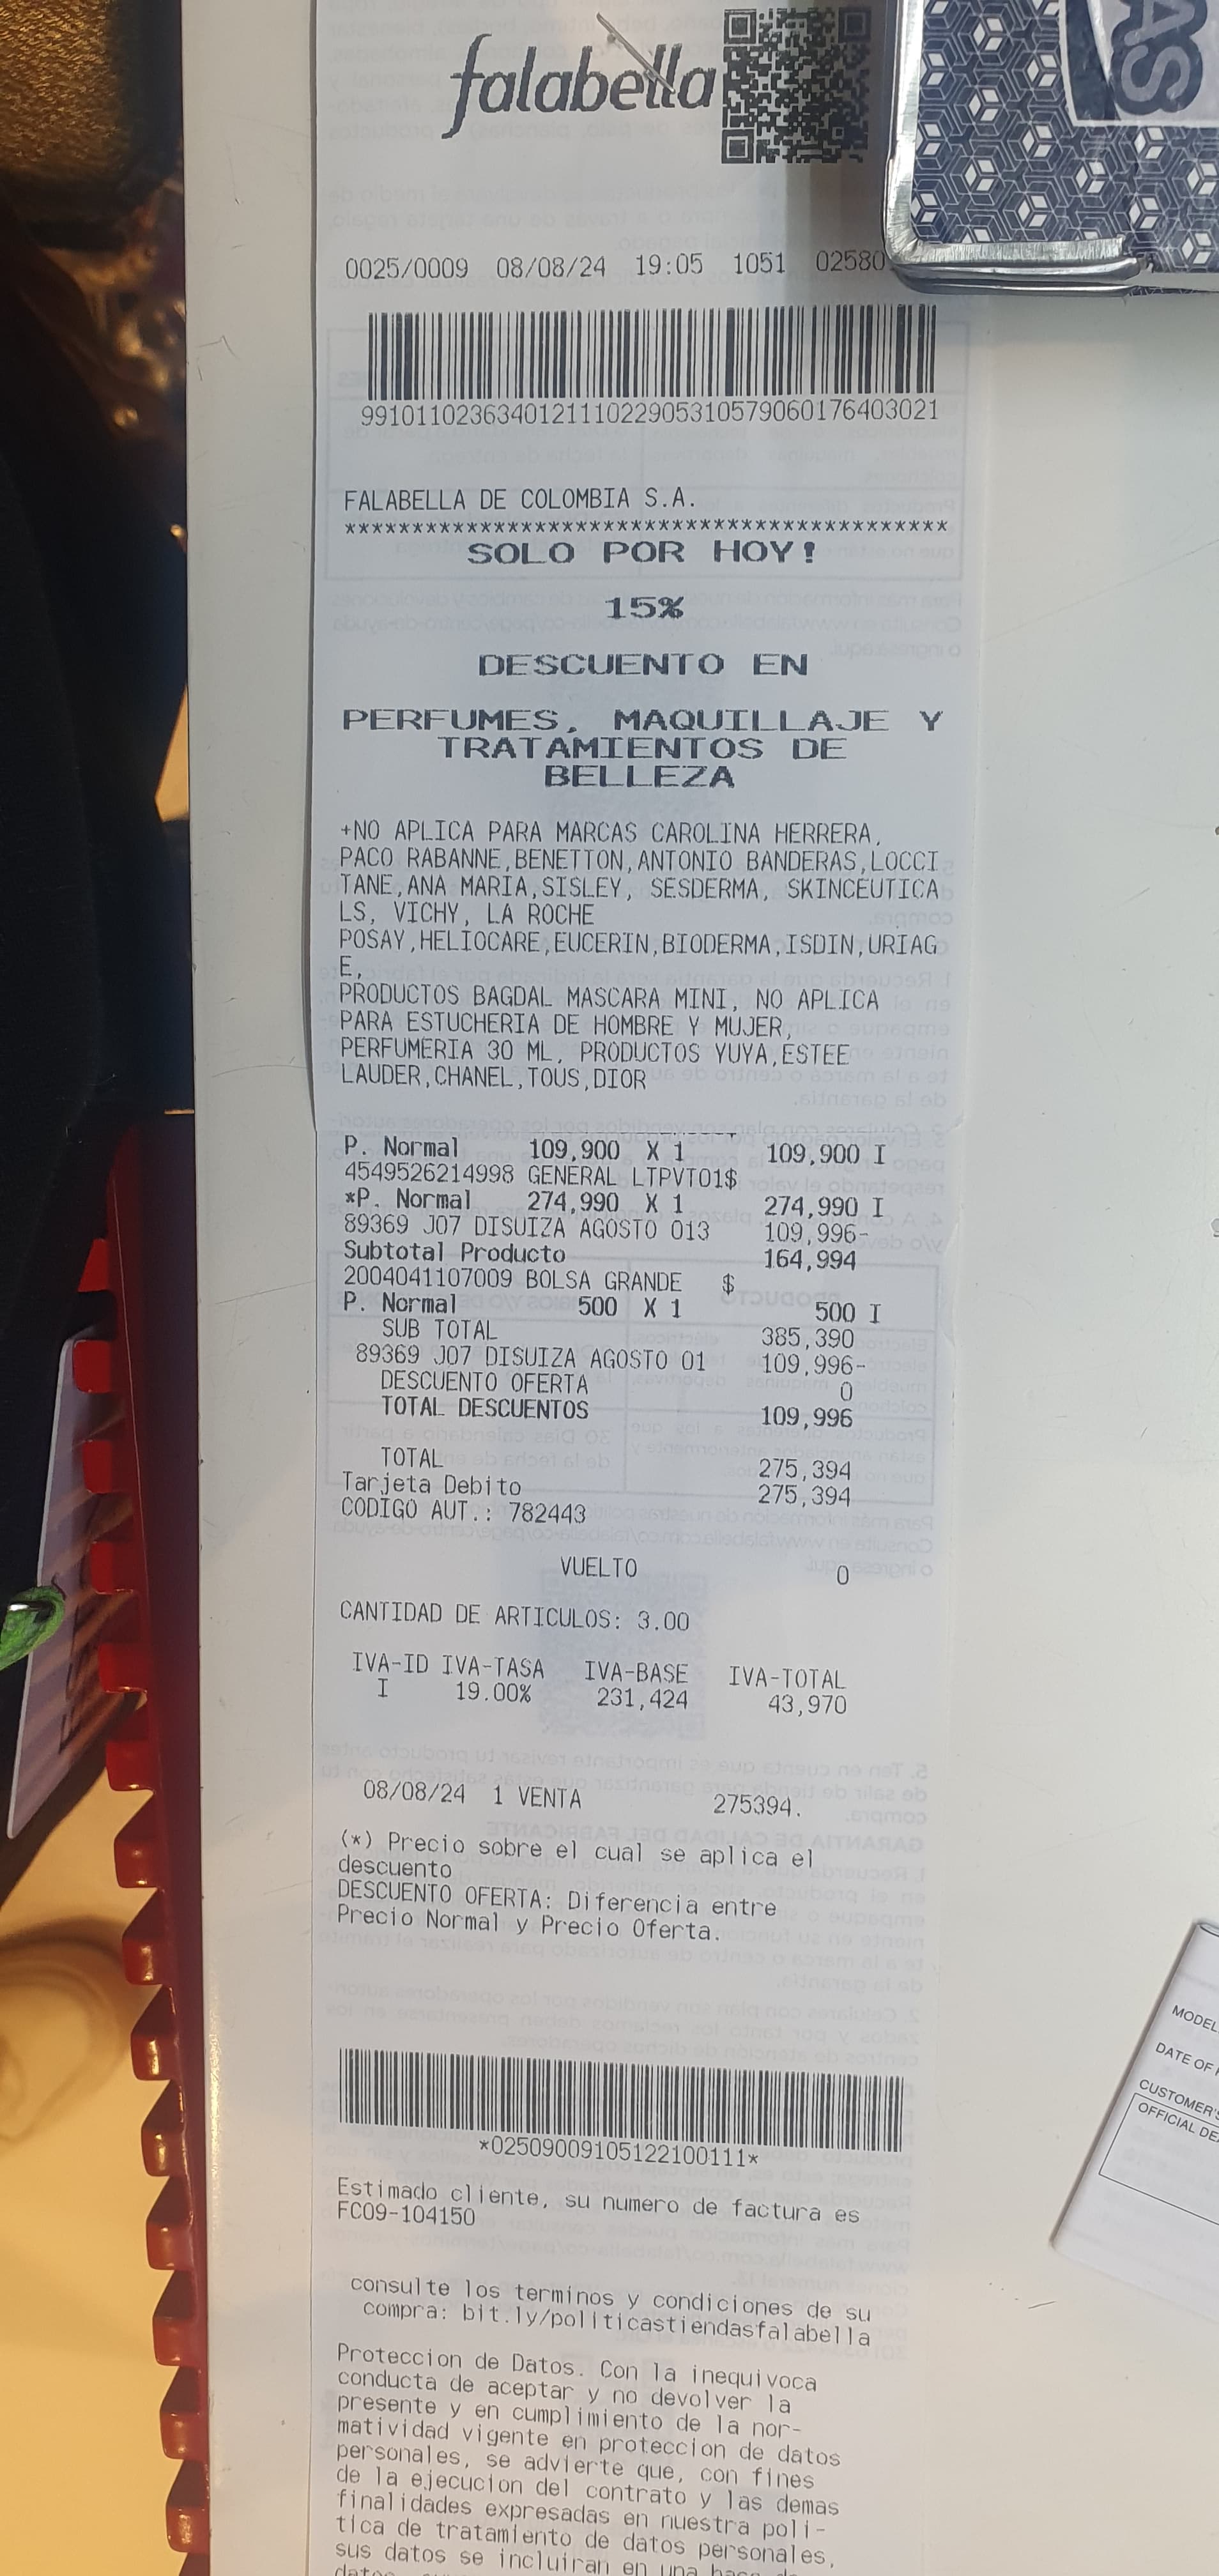 falabella
AS
0025/0009 08/08/24 19:05 1051 02580
991011023634012111022905310579060176403021
FALABELLA DE COLOMBIA S.A.
*******************************************
SOLO POR HOY!
15%
DESCUENTO EN
PERFUMES, MAQUILLAJE Y
TRATAMIENTOS DE
BELLEZA
+NO APLICA PARA MARCAS CAROLINA HERRERA,
PACO RABANNE,BENETTON,ANTONIO BANDERAS,LOCCI
TANE,ANA MARIA,SISLEY, SESDERMA, SKINCEUTICA
LS, VICHY, LA ROCHE
POSAY,HELIOCARE,EUCERIN,BIODERMA,ISDIN,URIAG
E,
PRODUCTOS BAGDAL MASCARA MINI, NO APLICA
PARA ESTUCHERIA DE HOMBRE Y MUJER,
PERFUMERIA 30 ML, PRODUCTOS YUYA,ESTEE
LAUDER,CHANEL,TOUS,DIOR
P. Normal 109,900 X 1 109,900 I
4549526214998 GENERAL LTPVT01$
*P. Normal 274,990 X 1 274,990 I
89369 J07 DISUIZA AGOSTO 013 109,996-
Subtotal Producto 164,994
2004041107009 BOLSA GRANDE $
P. Normal 500 X 1 500 I
SUB TOTAL 385,390
89369 J07 DISUIZA AGOSTO 01 109,996-
DESCUENTO OFERTA 0
TOTAL DESCUENTOS 109,996
TOTAL 275,394
Tarjeta Debito 275,394
CODIGO AUT.: 782443
VUELTO 0
CANTIDAD DE ARTICULOS: 3.00
IVA-ID IVA-TASA IVA-BASE IVA-TOTAL
I 19.00% 231,424 43,970
08/08/24 1 VENTA 275394.
(*) Precio sobre el cual se aplica el
descuento
DESCUENTO OFERTA: Diferencia entre
Precio Normal y Precio Oferta.
*02509009105122100111*
Estimado cliente, su numero de factura es
FC09-104150
consulte los terminos y condiciones de su
compra: bit.ly/politicastiendasfalabella
Proteccion de Datos. Con la inequivoca
conducta de aceptar y no devolver la
presente y en cumplimiento de la nor-
matividad vigente en proteccion de datos
personales, se advierte que, con fines
de la ejecucion del contrato y las demas
finalidades expresadas en nuestra poli-
tica de tratamiento de datos personales,
sus datos se incluiran en una
MODEL
DATE OF
CUSTOMER'S
OFFICIAL